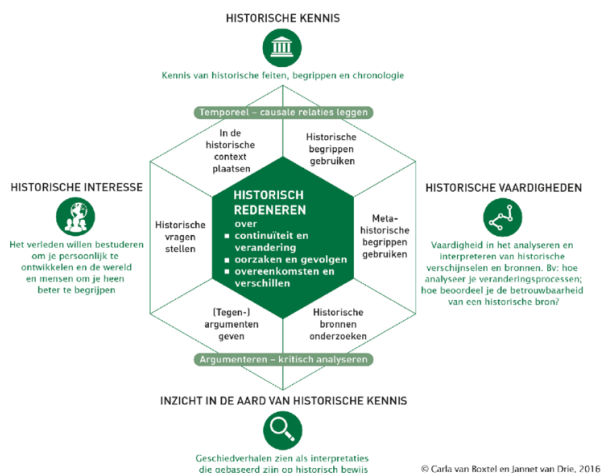 HISTORISCHE KENNIS
Kennis van historische feiten, begrippen en chronologie
Temporeel – causale relaties leggen
In de
historische
context
plaatsen
Historische
begrippen
gebruiken
HISTORISCHE INTERESSE
Het verleden willen bestuderen
om je persoonlijk te
ontwikkelen en de wereld
en mensen om je heen
beter te begrijpen
Historische
vragen
stellen
HISTORISCH
REDENEREN
over
continuïteit en
verandering
oorzaken en gevolgen
overeenkomsten en
verschillen
Meta-
historische
begrippen
gebruiken
HISTORISCHE VAARDIGHEDEN
Vaardigheid in het analyseren en
interpreteren van historische
verschijnselen en bronnen. Bv: hoe
analyseer je veranderingsprocessen;
hoe beoordeel je de betrouwbaarheid
van een historische bron?
(Tegen-)
argumenten
geven
Historische
bronnen
onderzoeken
Argumenteren – kritisch analyseren
INZICHT IN DE AARD VAN HISTORISCHE KENNIS
Geschiedverhalen zien als interpretaties
die gebaseerd zijn op historisch bewijs
© Carla van Boxtel en Jannet van Drie, 2016